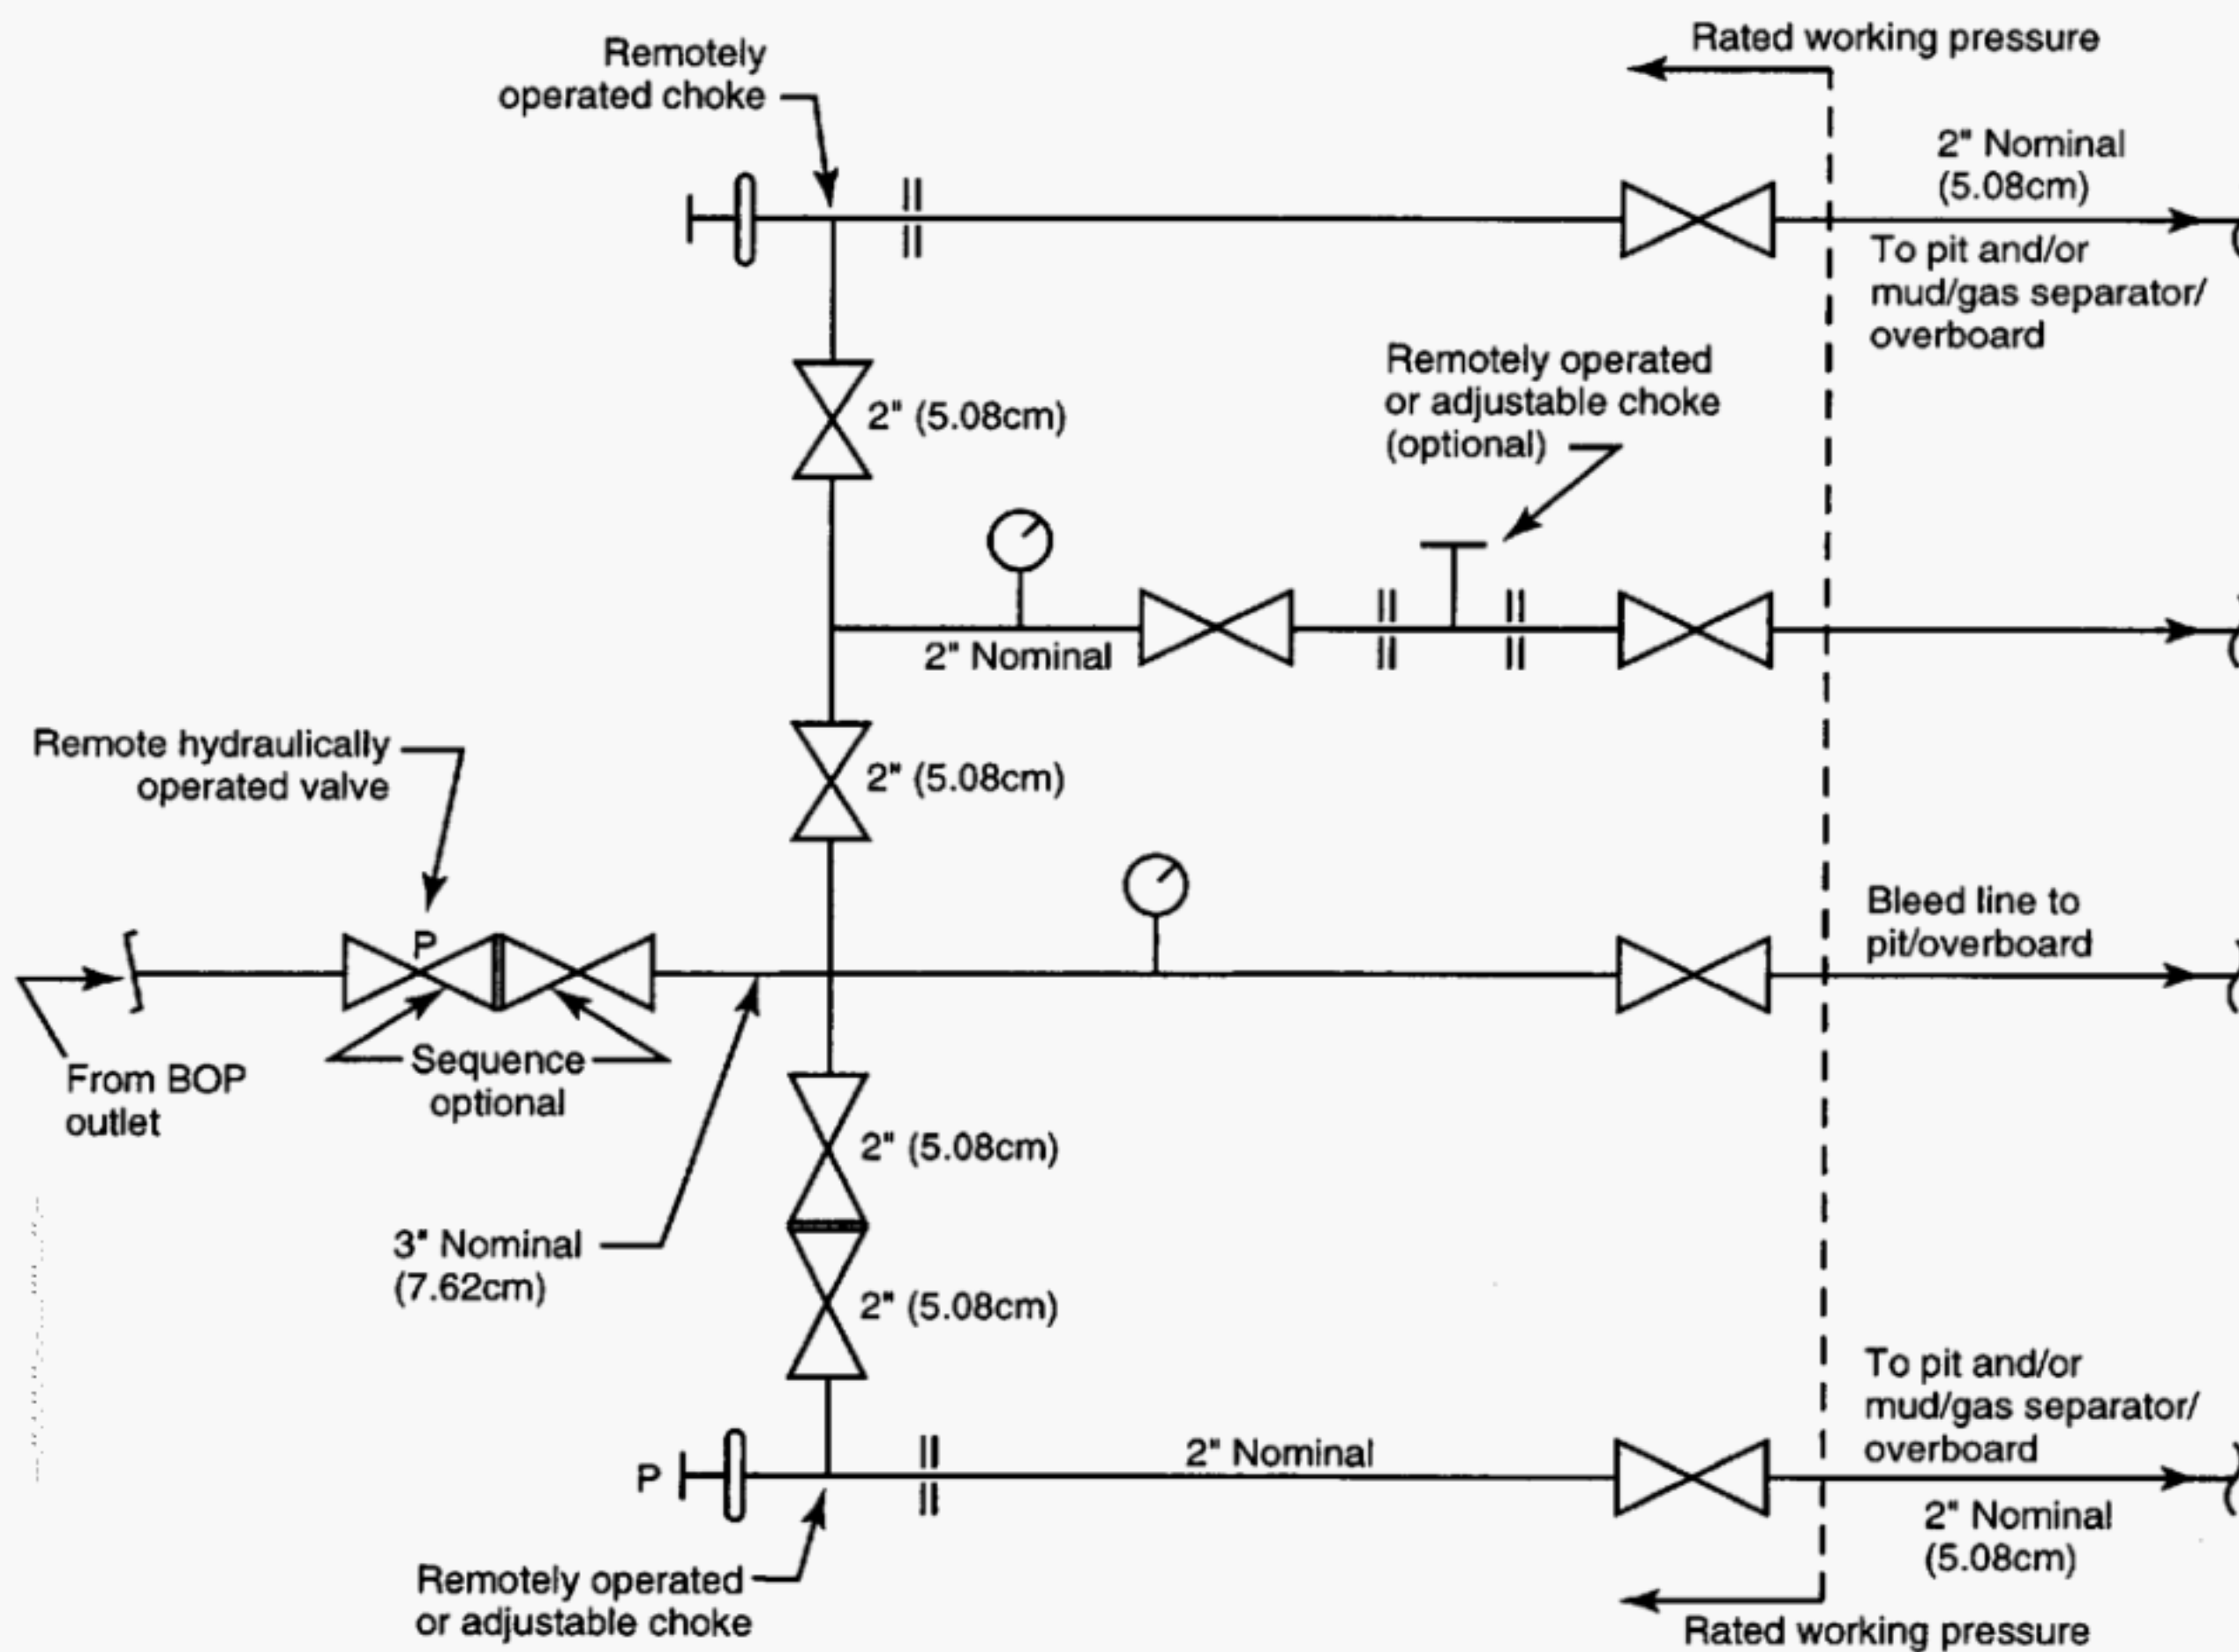 Remotely
operated choke
Rated working pressure
2" Nominal
(5.08cm)
To pit and/or
mud/gas separator/
overboard
2" (5.08cm)
Remotely operated
or adjustable choke
(optional)
2" Nominal
Remote hydraulically
operated valve
2" (5.08cm)
P
Bleed line to
pit/overboard
From BOP
outlet
Sequence
optional
2" (5.08cm)
3" Nominal
(7.62cm)
2" (5.08cm)
To pit and/or
mud/gas separator/
overboard
P
2" Nominal
2" Nominal
(5.08cm)
Remotely operated
or adjustable choke
Rated working pressure